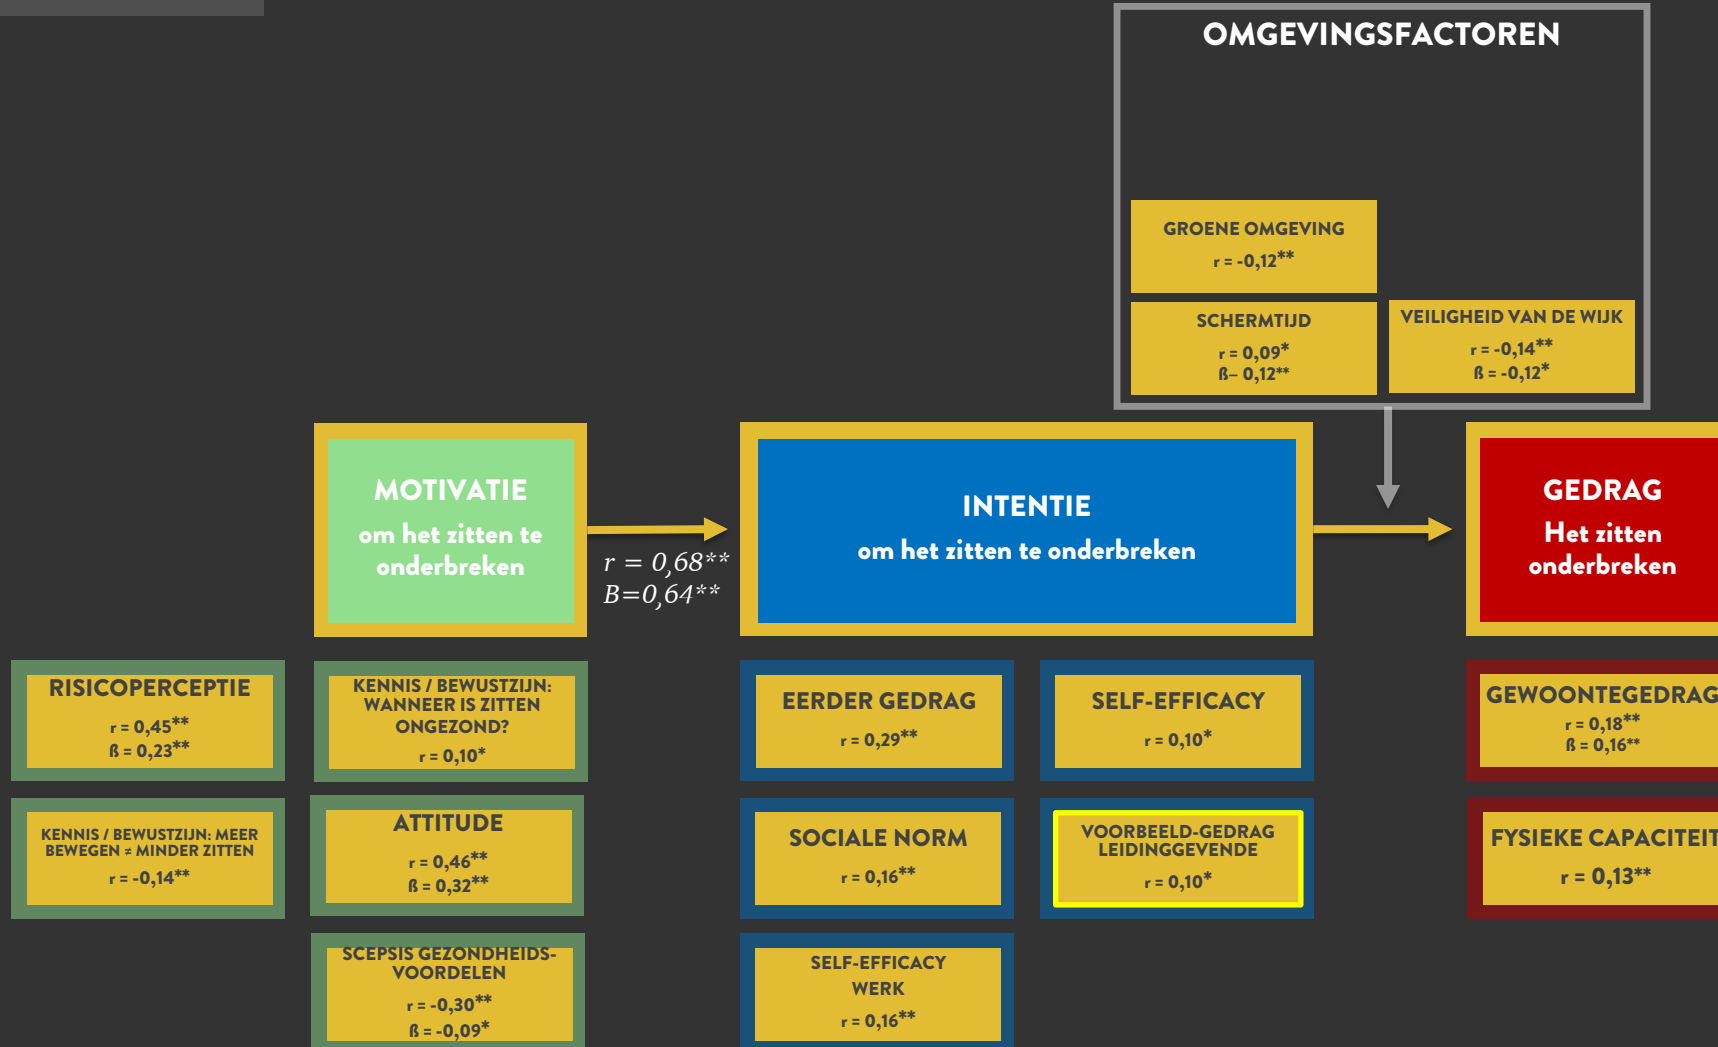 OMGEVINGSFACTOREN
GROENE OMGEVING
r = -0,12**
SCHERMTIJD
r = 0,09*
ß– 0,12**
VEILIGHEID VAN DE WIJK
r = -0,14**
ß = -0,12*
MOTIVATIE
om het zitten te
onderbreken
r = 0,68**
B=0,64**
INTENTIE
om het zitten te onderbreken
GEDRAG
Het zitten
onderbreken
RISICOPERCEPTIE
r = 0,45**
ß = 0,23**
KENNIS / BEWUSTZIJN:
WANNEER IS ZITTEN
ONGEZOND?
r = 0,10*
EERDER GEDRAG
r = 0,29**
SELF-EFFICACY
r = 0,10*
GEWOONTEGEDRAG
r = 0,18**
ß = 0,16**
KENNIS / BEWUSTZIJN: MEER
BEWEGEN ≠ MINDER ZITTEN
r = -0,14**
ATTITUDE
r = 0,46**
ß = 0,32**
SOCIALE NORM
r = 0,16**
VOORBEELD-GEDRAG
LEIDINGGEVENDE
r = 0,10*
FYSIEKE CAPACITEIT
r = 0,13**
SCEPSIS GEZONDHEIDS-
VOORDELEN
r = -0,30**
ß = -0,09*
SELF-EFFICACY
WERK
r = 0,16**